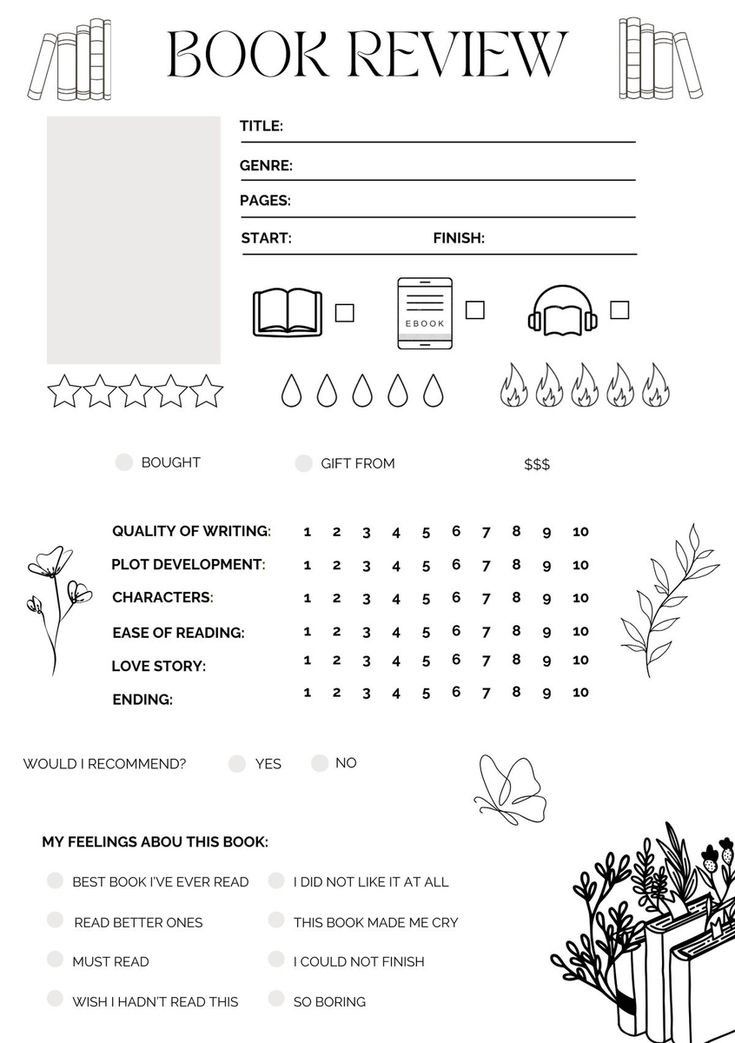 BOOK REVIEW
TITLE:
GENRE:
PAGES:
START: FINISH:
EBOOK
BOUGHT GIFT FROM $$$
QUALITY OF WRITING: 1 2 3 4 5 6 7 8 9 10
PLOT DEVELOPMENT: 1 2 3 4 5 6 7 8 9 10
CHARACTERS: 1 2 3 4 5 6 7 8 9 10
EASE OF READING: 1 2 3 4 5 6 7 8 9 10
LOVE STORY: 1 2 3 4 5 6 7 8 9 10
ENDING: 1 2 3 4 5 6 7 8 9 10
WOULD I RECOMMEND? YES NO
MY FEELINGS ABOU THIS BOOK:
BEST BOOK I'VE EVER READ I DID NOT LIKE IT AT ALL
READ BETTER ONES THIS BOOK MADE ME CRY
MUST READ I COULD NOT FINISH
WISH I HADN'T READ THIS SO BORING